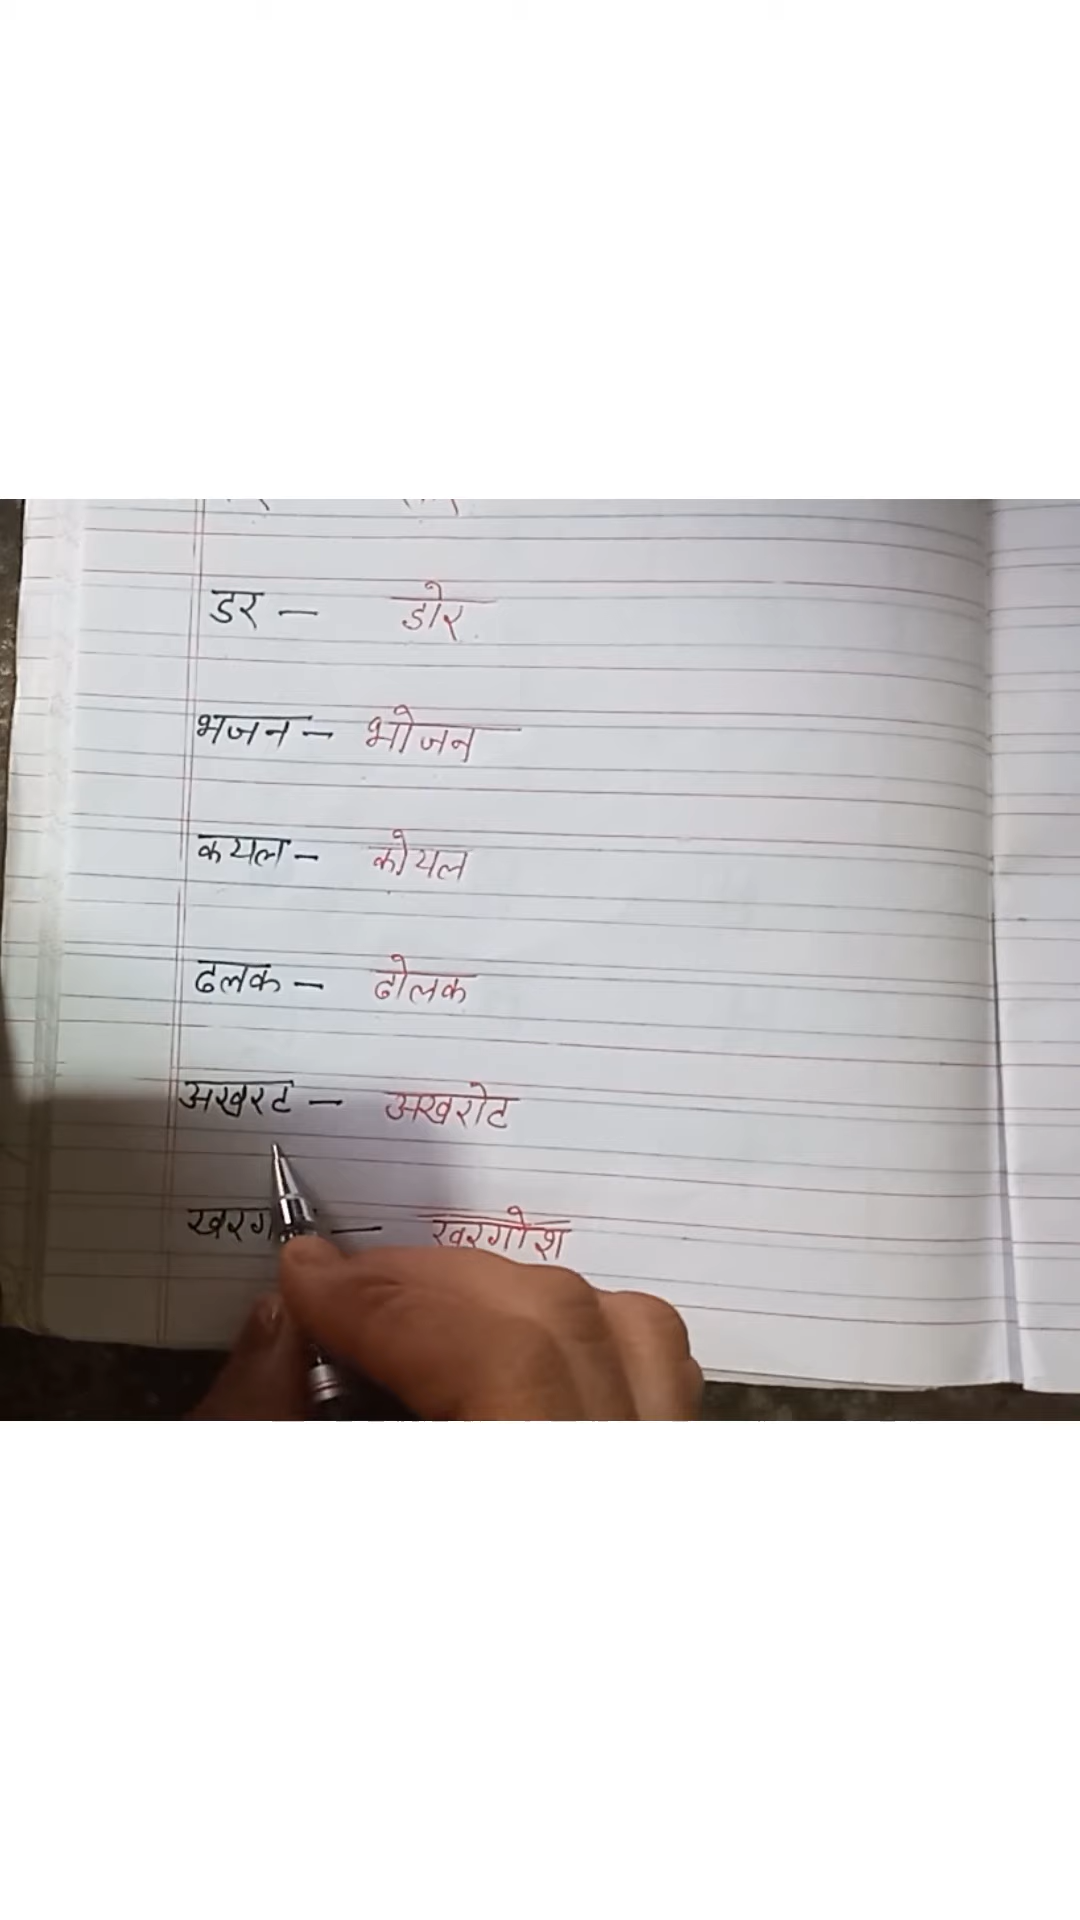 डर — डोर
भजन — भोजन
कयल — कोयल
ढलक — ढोलक
अखरट — अखरोट
— खरगोश